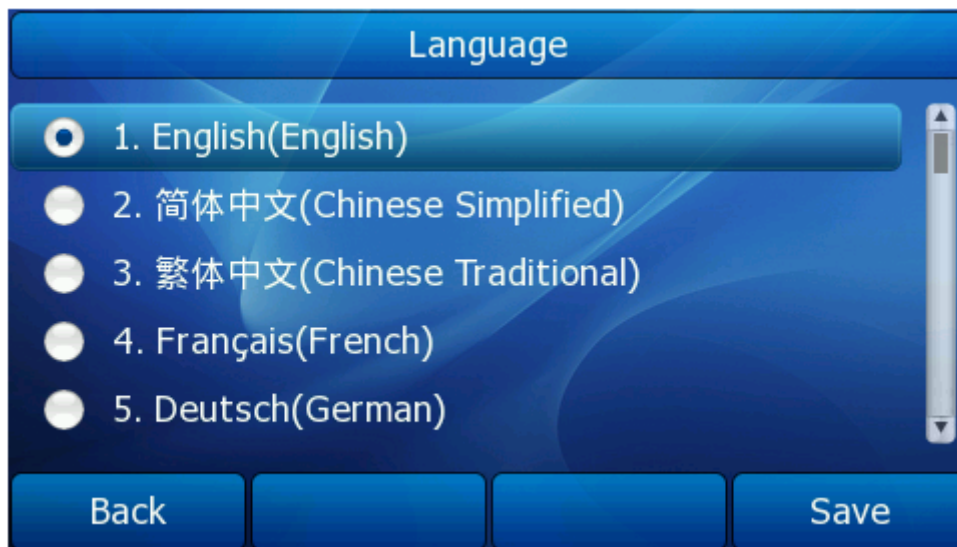 Language
1. English(English)
2. 简体中文(Chinese Simplified)
3. 繁体中文(Chinese Traditional)
4. Français(French)
5. Deutsch(German)
Back
Save